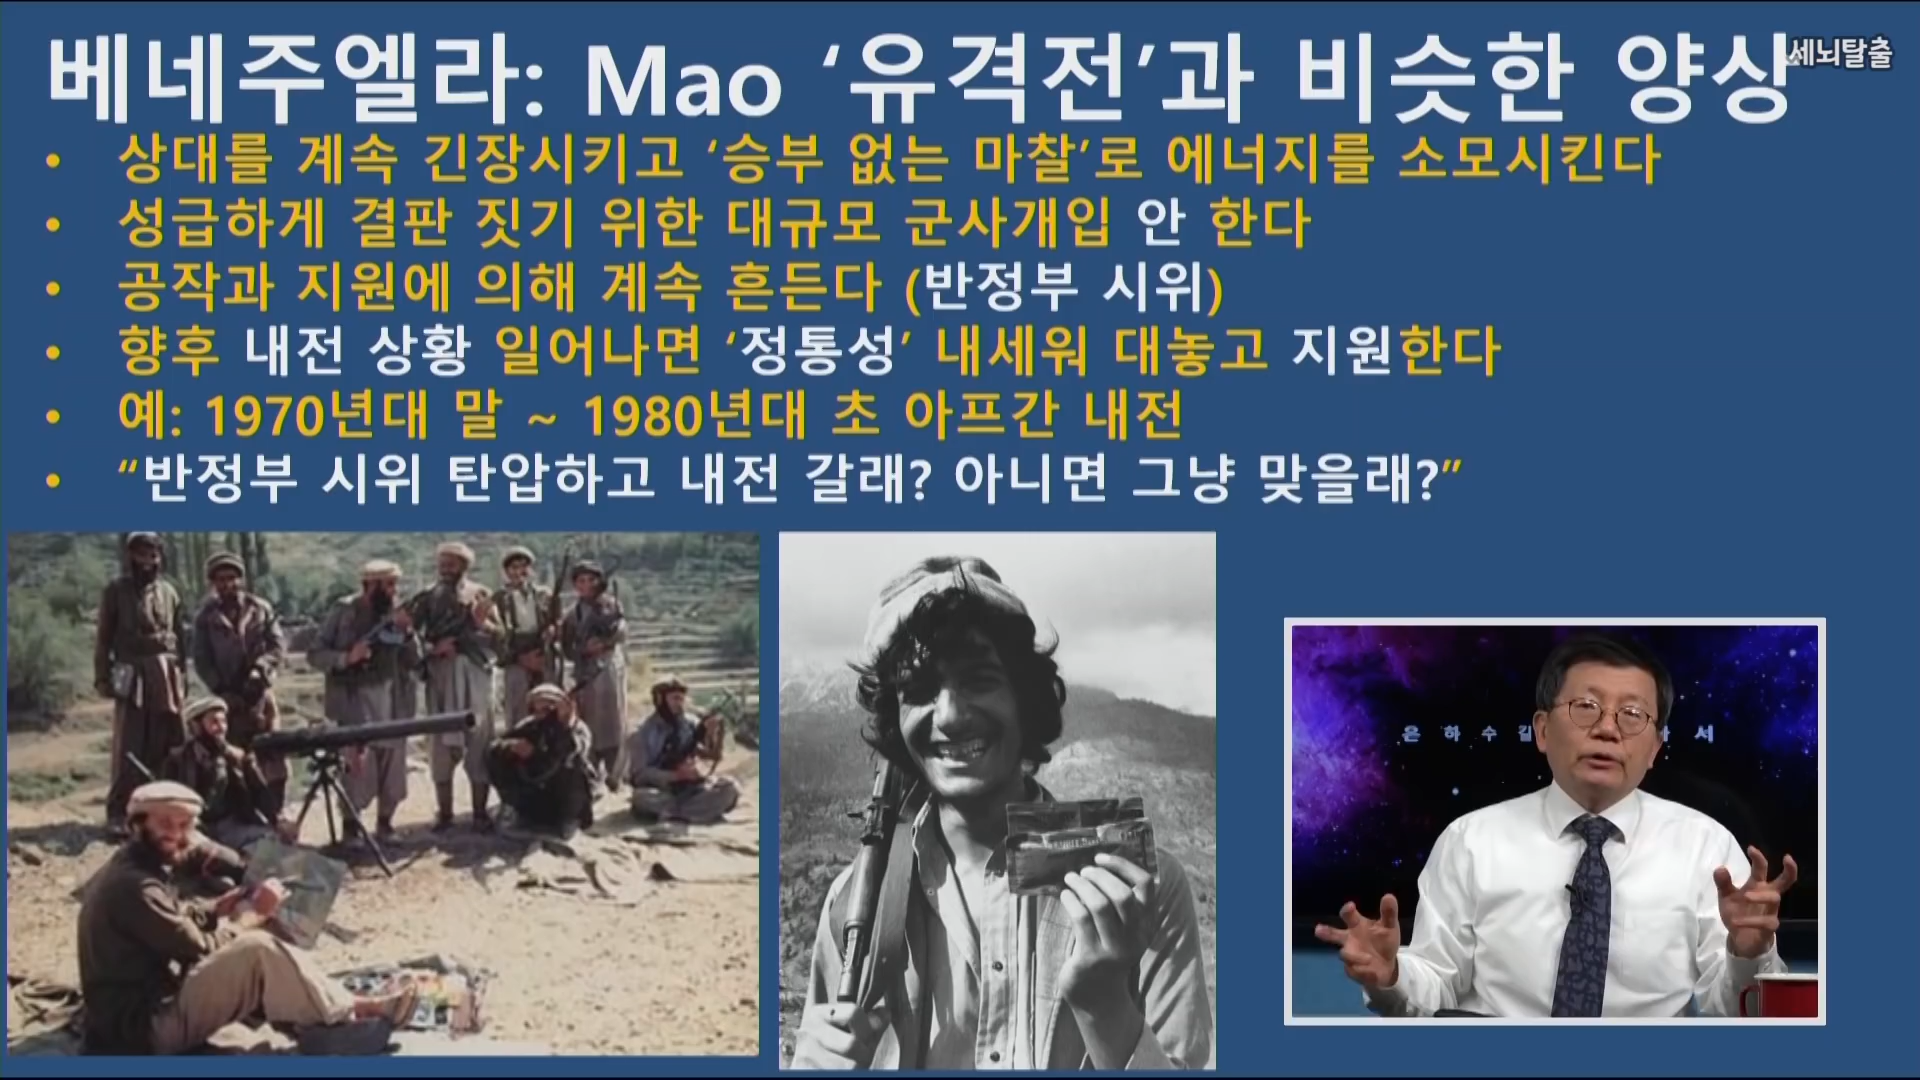 베네주엘라: Mao ‘유격전’과 비슷한 양상
세뇌탈출
• 상대를 계속 긴장시키고 ‘승부 없는 마찰’로 에너지를 소모시킨다
• 성급하게 결판 짓기 위한 대규모 군사개입 안 한다
• 공작과 지원에 의해 계속 흔든다 (반정부 시위)
• 향후 내전 상황 일어나면 ‘정통성’ 내세워 대놓고 지원한다
• 예: 1970년대 말 ~ 1980년대 초 아프간 내전
• “반정부 시위 탄압하고 내전 갈래? 아니면 그냥 맞을래?”
은 하 수 길 서